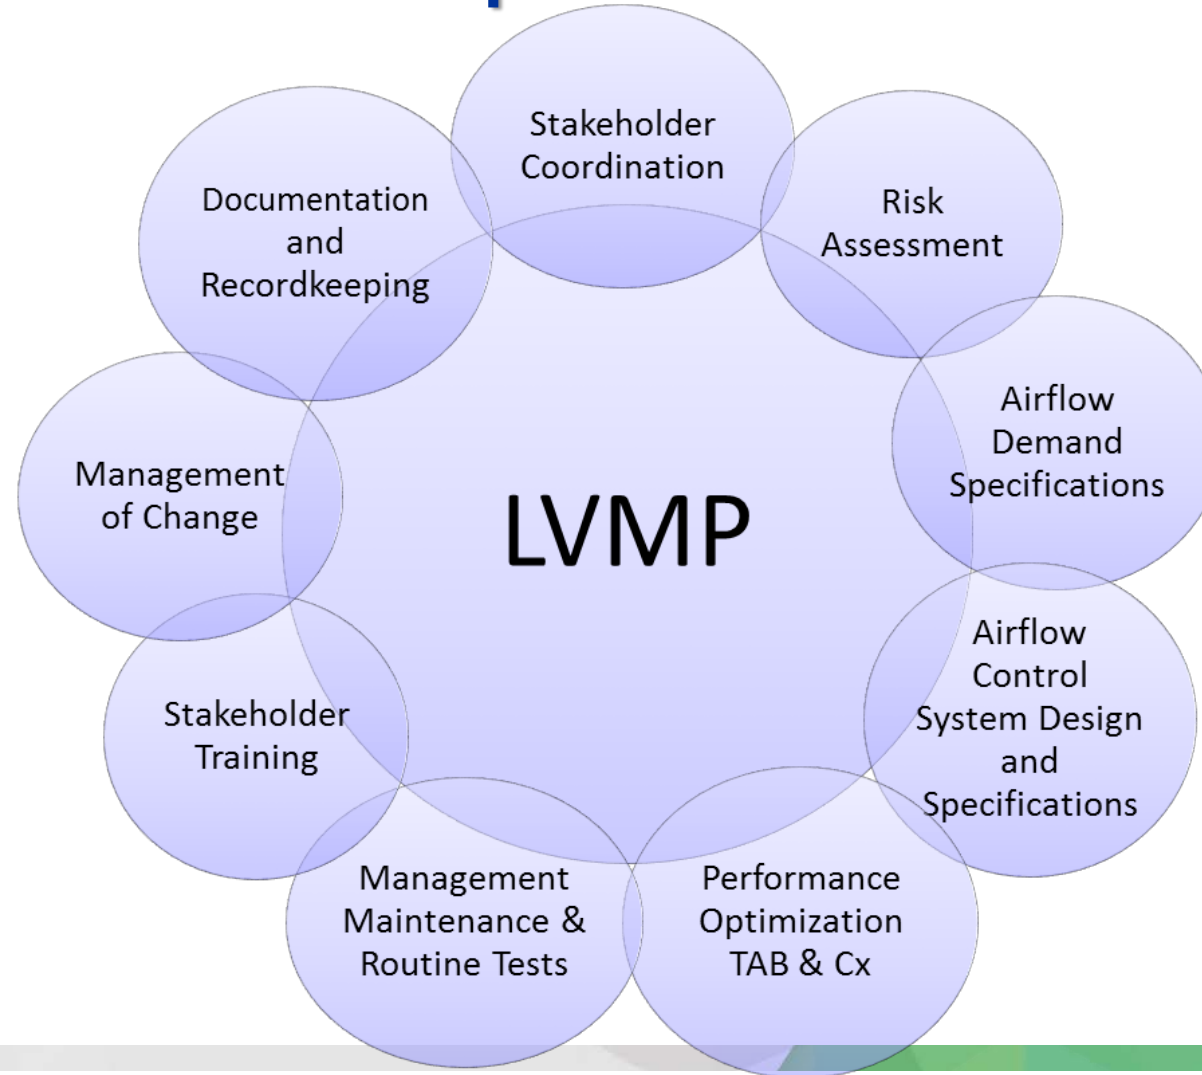 Stakeholder
Coordination
Risk
Assessment
Airflow
Demand
Specifications
Airflow
Control
System Design
and
Specifications
Performance
Optimization
TAB & Cx
Management
Maintenance &
Routine Tests
Stakeholder
Training
Management
of Change
Documentation
and
Recordkeeping
LVMP